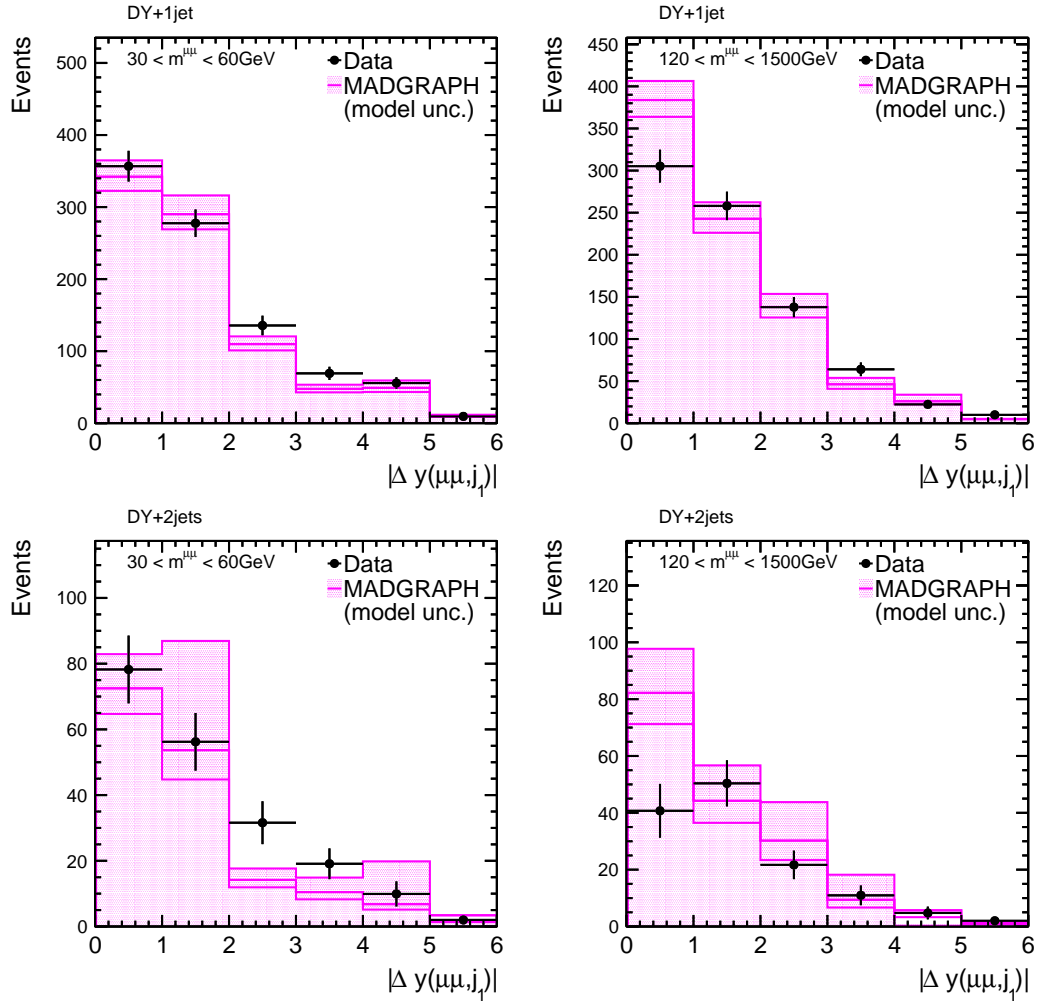 DY+1jet
Events
30 < m^μμ < 60GeV
Data
MADGRAPH
(model unc.)
500
400
300
200
100
0
0 1 2 3 4 5 6
|Δ y(μμ,j_1)|
DY+1jet
Events
120 < m^μμ < 1500GeV
Data
MADGRAPH
(model unc.)
450
400
350
300
250
200
150
100
50
0
0 1 2 3 4 5 6
|Δ y(μμ,j_1)|
DY+2jets
Events
30 < m^μμ < 60GeV
Data
MADGRAPH
(model unc.)
100
80
60
40
20
0
0 1 2 3 4 5 6
|Δ y(μμ,j_1)|
DY+2jets
Events
120 < m^μμ < 1500GeV
Data
MADGRAPH
(model unc.)
120
100
80
60
40
20
0
0 1 2 3 4 5 6
|Δ y(μμ,j_1)|